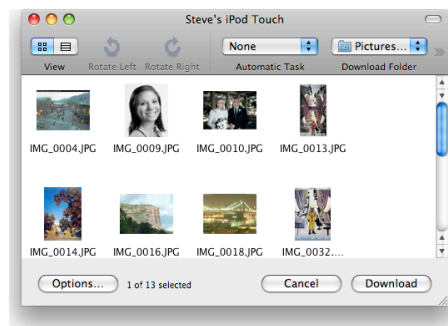 Steve's iPod Touch
None
Pictures...
View
Rotate Left
Rotate Right
Automatic Task
Download Folder
IMG_0004.JPG
IMG_0009.JPG
IMG_0010.JPG
IMG_0013.JPG
IMG_0014.JPG
IMG_0016.JPG
IMG_0018.JPG
IMG_0032....
Options...
1 of 13 selected
Cancel
Download